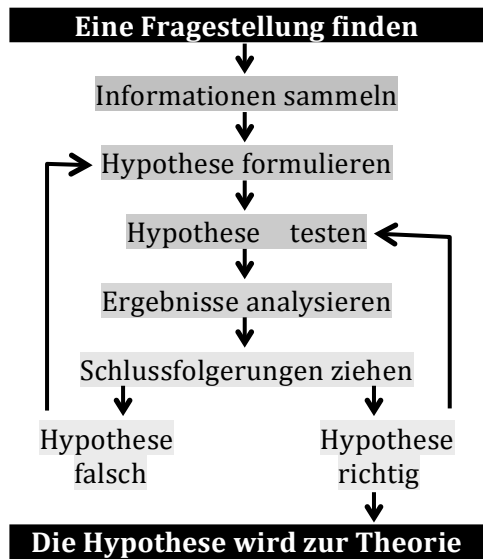 Eine Fragestellung finden
Informationen sammeln
Hypothese formulieren
Hypothese testen
Ergebnisse analysieren
Schlussfolgerungen ziehen
Hypothese
falsch
Hypothese
richtig
Die Hypothese wird zur Theorie